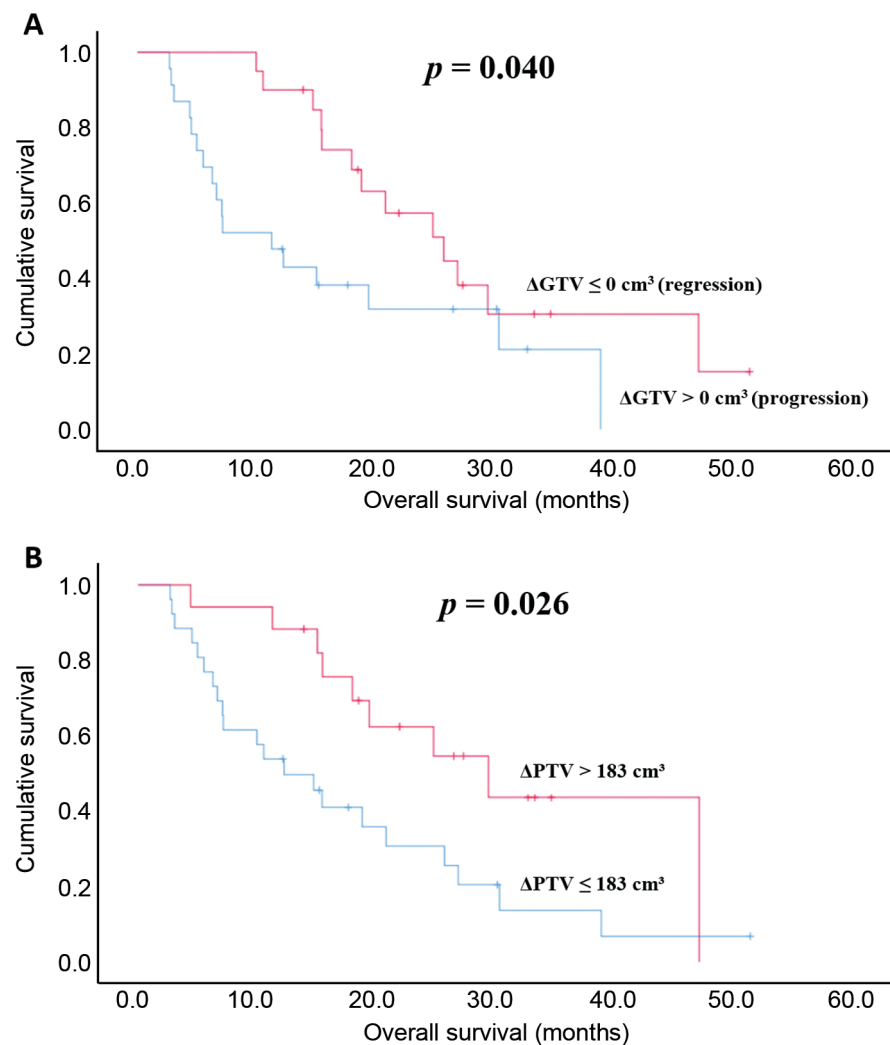 A
p = 0.040
1.0
0.8
0.6
0.4
0.2
0.0
Cumulative survival
ΔGTV ≤ 0 cm³ (regression)
ΔGTV > 0 cm³ (progression)
0.0 10.0 20.0 30.0 40.0 50.0 60.0
Overall survival (months)
B
p = 0.026
1.0
0.8
0.6
0.4
0.2
0.0
Cumulative survival
ΔPTV > 183 cm³
ΔPTV ≤ 183 cm³
0.0 10.0 20.0 30.0 40.0 50.0 60.0
Overall survival (months)